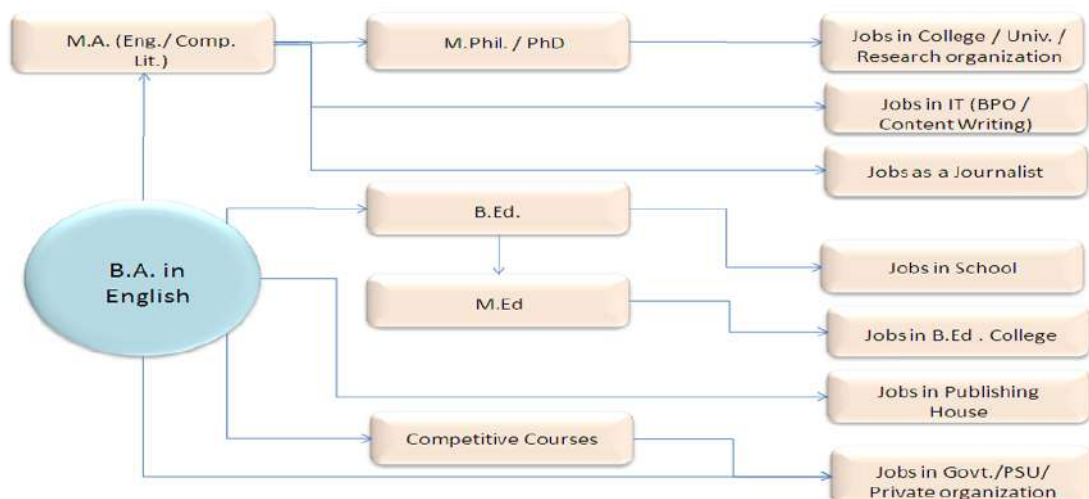 M.A. (Eng./ Comp.
Lit.)
M.Phil. / PhD
Jobs in College / Univ. /
Research organization
Jobs in IT (BPO /
Content Writing)
Jobs as a Journalist
B.Ed.
B.A. in
English
Jobs in School
M.Ed
Jobs in B.Ed . College
Jobs in Publishing
House
Competitive Courses
Jobs in Govt./PSU/
Private organization